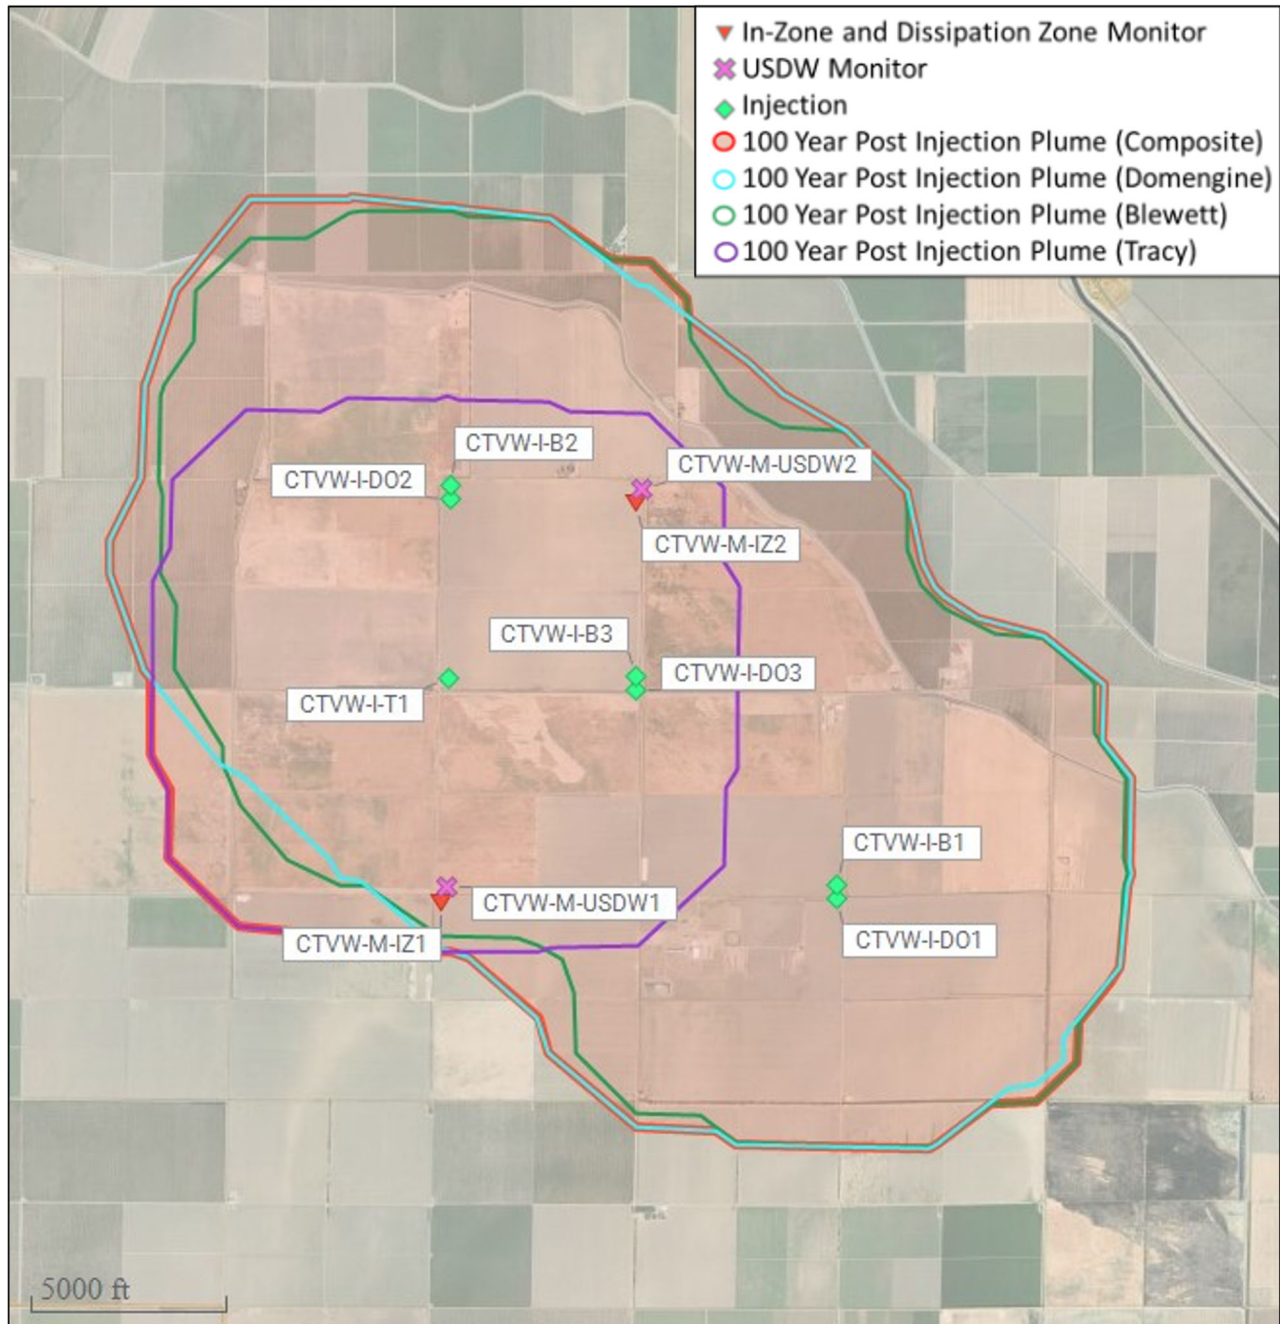 In-Zone and Dissipation Zone Monitor
USDW Monitor
Injection
100 Year Post Injection Plume (Composite)
100 Year Post Injection Plume (Domengine)
100 Year Post Injection Plume (Blewett)
100 Year Post Injection Plume (Tracy)
CTVW-I-B2
CTVW-M-USDW2
CTVW-I-DO2
CTVW-M-IZ2
CTVW-I-B3
CTVW-I-DO3
CTVW-I-T1
CTVW-I-B1
CTVW-M-USDW1
CTVW-M-IZ1
CTVW-I-DO1
5000 ft